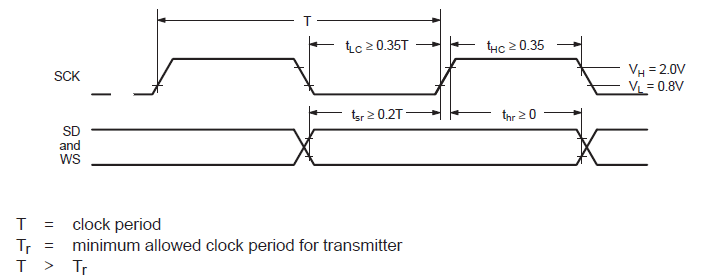 T
tLC ≥ 0.35T
tHC ≥ 0.35
SCK
VH = 2.0V
VL = 0.8V
tsr ≥ 0.2T
thr ≥ 0
SD
and
WS
T = clock period
Tr = minimum allowed clock period for transmitter
T > Tr